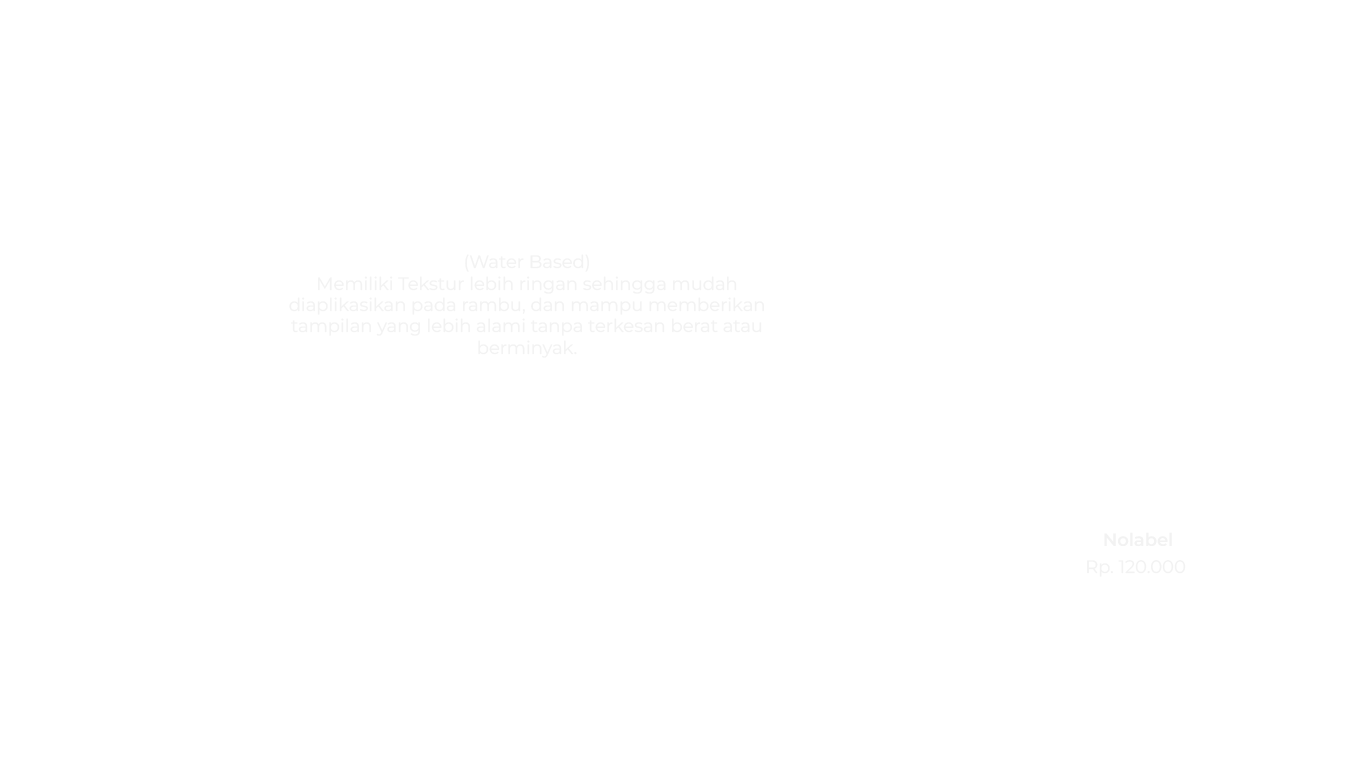 (Water Based)
Memiliki Tekstur lebih ringan sehingga mudah
diaplikasikan pada rambu, dan mampu memberikan
tampilan yang lebih alami tanpa terkesan berat atau
berminyak.
Nolabel
Rp. 120.000